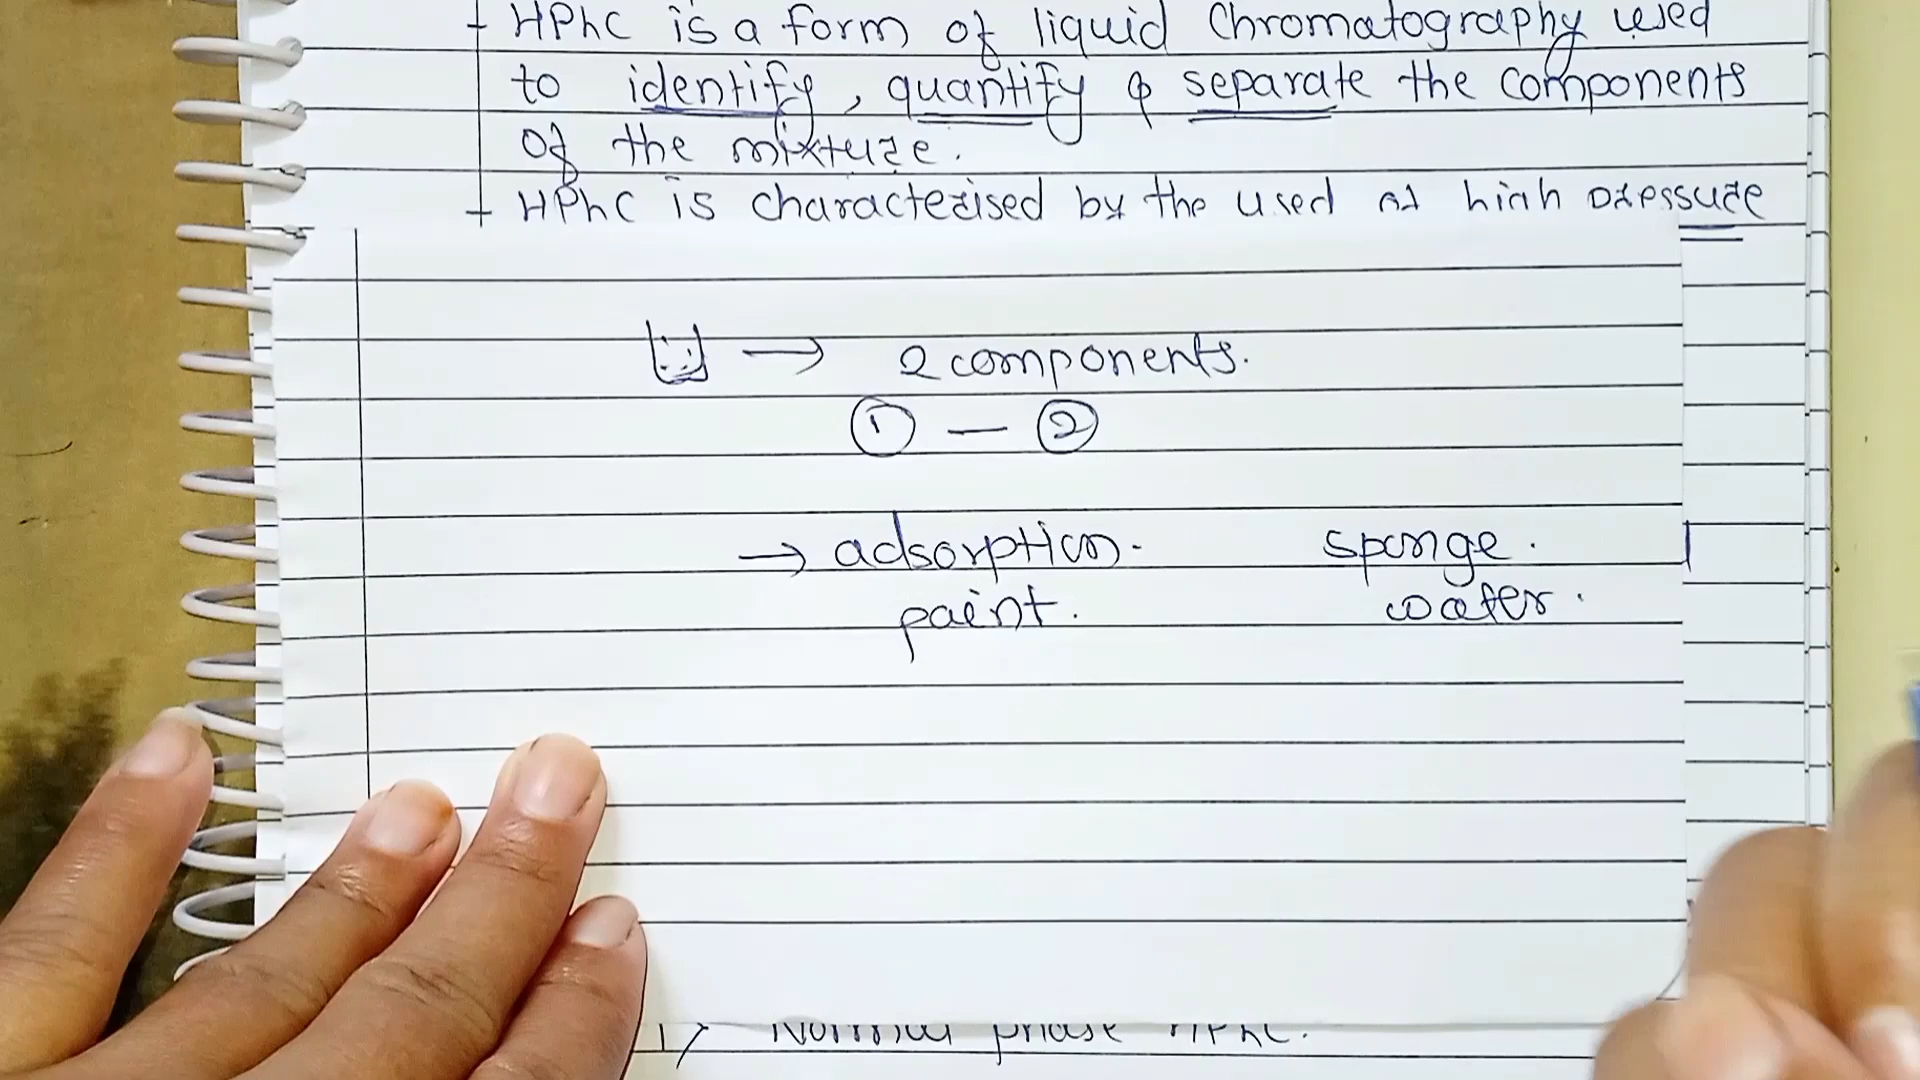 HPLC is a form of liquid Chromatography used
to identify, quantify & separate the components
of the mixture.
HPLC is characterised by the used of high pressure
→ 2 components.
① — ②
→ adsorption. sponge.
paint. water.
1) Normal phase HPLC.